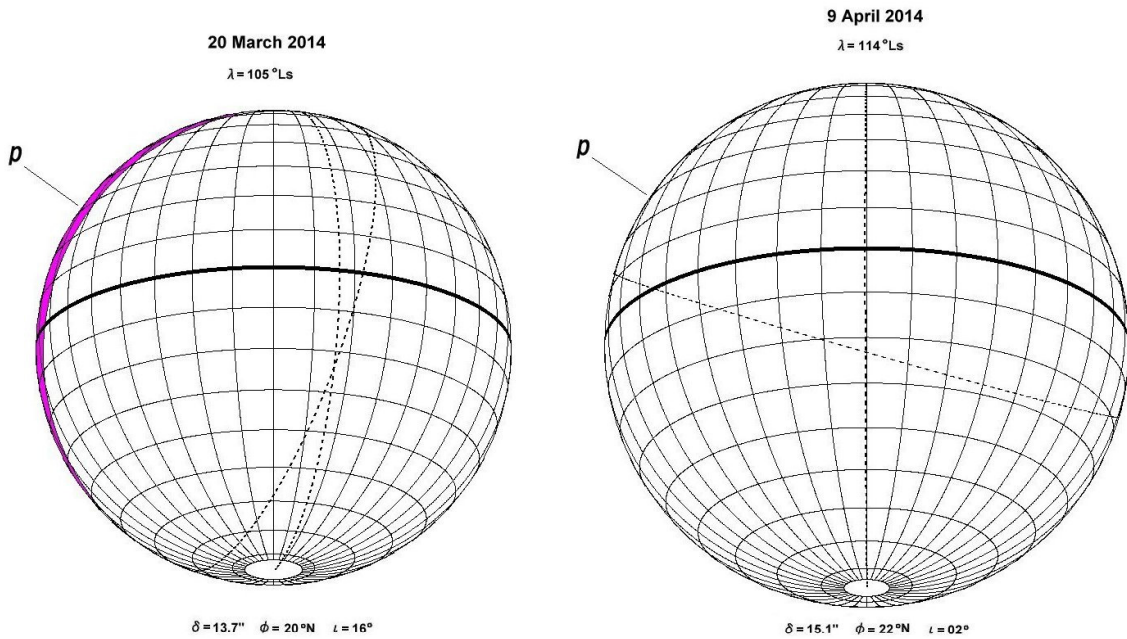 20 March 2014
λ = 105 °Ls
p
δ = 13.7" ϕ = 20 °N ι = 16°
9 April 2014
λ = 114 °Ls
p
δ = 15.1" ϕ = 22 °N ι = 02°